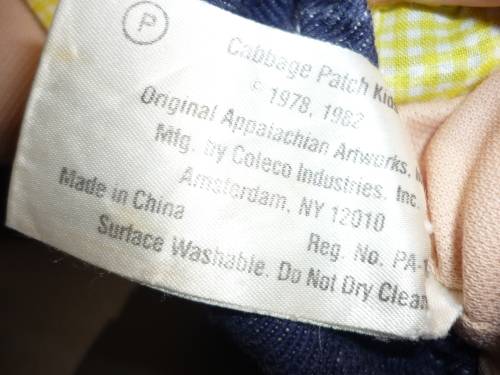 P
Cabbage Patch Kids
© 1978, 1982
Original Appalachian Artworks,
Mfg. by Coleco Industries, Inc.
Amsterdam, NY 12010
Made in China
Reg. No. PA-1
Surface Washable. Do Not Dry Clean